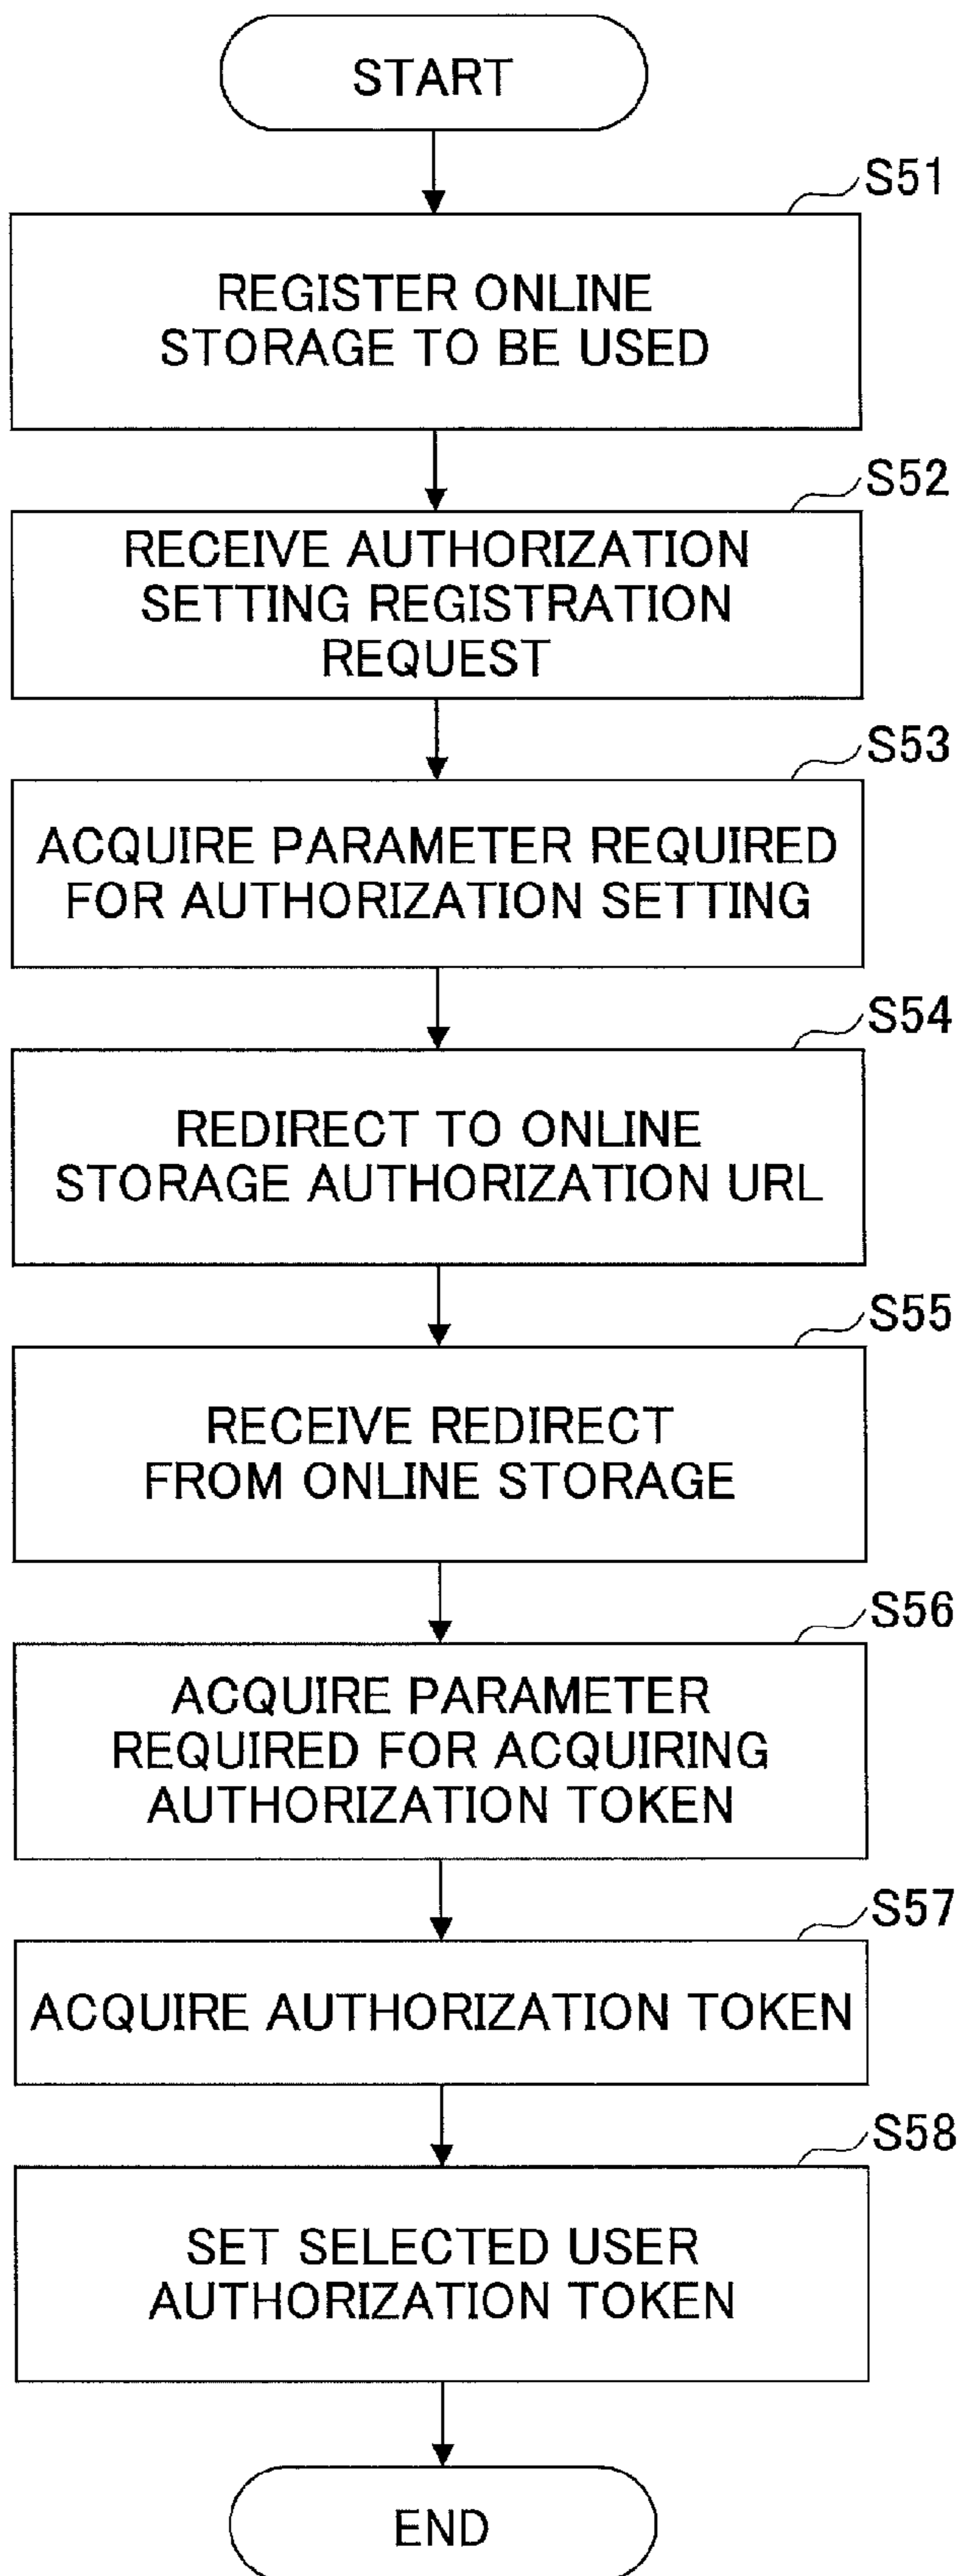 START
S51
REGISTER ONLINE
STORAGE TO BE USED
S52
RECEIVE AUTHORIZATION
SETTING REGISTRATION
REQUEST
S53
ACQUIRE PARAMETER REQUIRED
FOR AUTHORIZATION SETTING
S54
REDIRECT TO ONLINE
STORAGE AUTHORIZATION URL
S55
RECEIVE REDIRECT
FROM ONLINE STORAGE
S56
ACQUIRE PARAMETER
REQUIRED FOR ACQUIRING
AUTHORIZATION TOKEN
S57
ACQUIRE AUTHORIZATION TOKEN
S58
SET SELECTED USER
AUTHORIZATION TOKEN
END